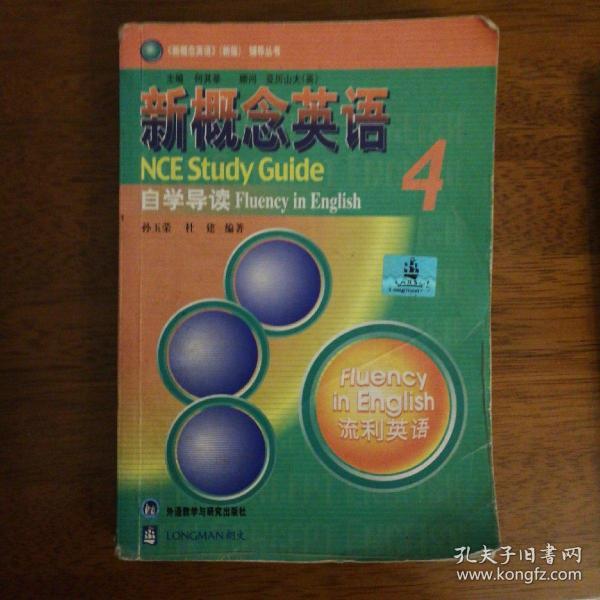 《新概念英语》(新版) 辅导丛书
主编 何其莘 顾问 亚历山大(英)
新概念英语
NCE Study Guide
4
自学导读 Fluency in English
孙玉荣 杜 建 编著
Fluency
in English
流利英语
外语教学与研究出版社
LONGMAN 朗文
孔夫子旧书网
www.kongfz.com